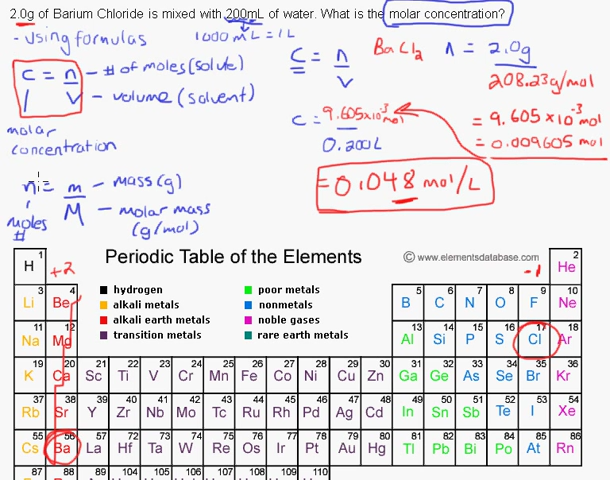 2.0g of Barium Chloride is mixed with 200mL of water. What is the molar concentration?
- using formulas
1000mL = 1L
c = n - # of moles (solute)
V - volume (solvent)
molar
concentration
n = m - mass (g)
M - molar mass
(g/mol)
moles
#
c = n
V
c = 9.605x10⁻³ mol
0.200L
= 0.048 mol/L
BaCl₂ n = 2.0g
208.23g/mol
= 9.605x10⁻³ mol
= 0.009605 mol
+2
-1
Periodic Table of the Elements
©www.elementsdatabase.com
hydrogen
alkali metals
alkali earth metals
transition metals
poor metals
nonmetals
noble gases
rare earth metals
1 2
H He
3 4 5 6 7 8 9 10
Li Be B C N O F Ne
11 12 13 14 15 16 17 18
Na Mg Al Si P S Cl Ar
19 20 21 22 23 24 25 26 27 28 29 30 31 32 33 34 35 36
K Ca Sc Ti V Cr Mn Fe Co Ni Cu Zn Ga Ge As Se Br Kr
37 38 39 40 41 42 43 44 45 46 47 48 49 50 51 52 53 54
Rb Sr Y Zr Nb Mo Tc Ru Rh Pd Ag Cd In Sn Sb Te I Xe
55 56 57 72 73 74 75 76 77 78 79 80 81 82 83 84 85 86
Cs Ba La Hf Ta W Re Os Ir Pt Au Hg Tl Pb Bi Po At Rn
87 88 89 104 105 106 107 108 109 110